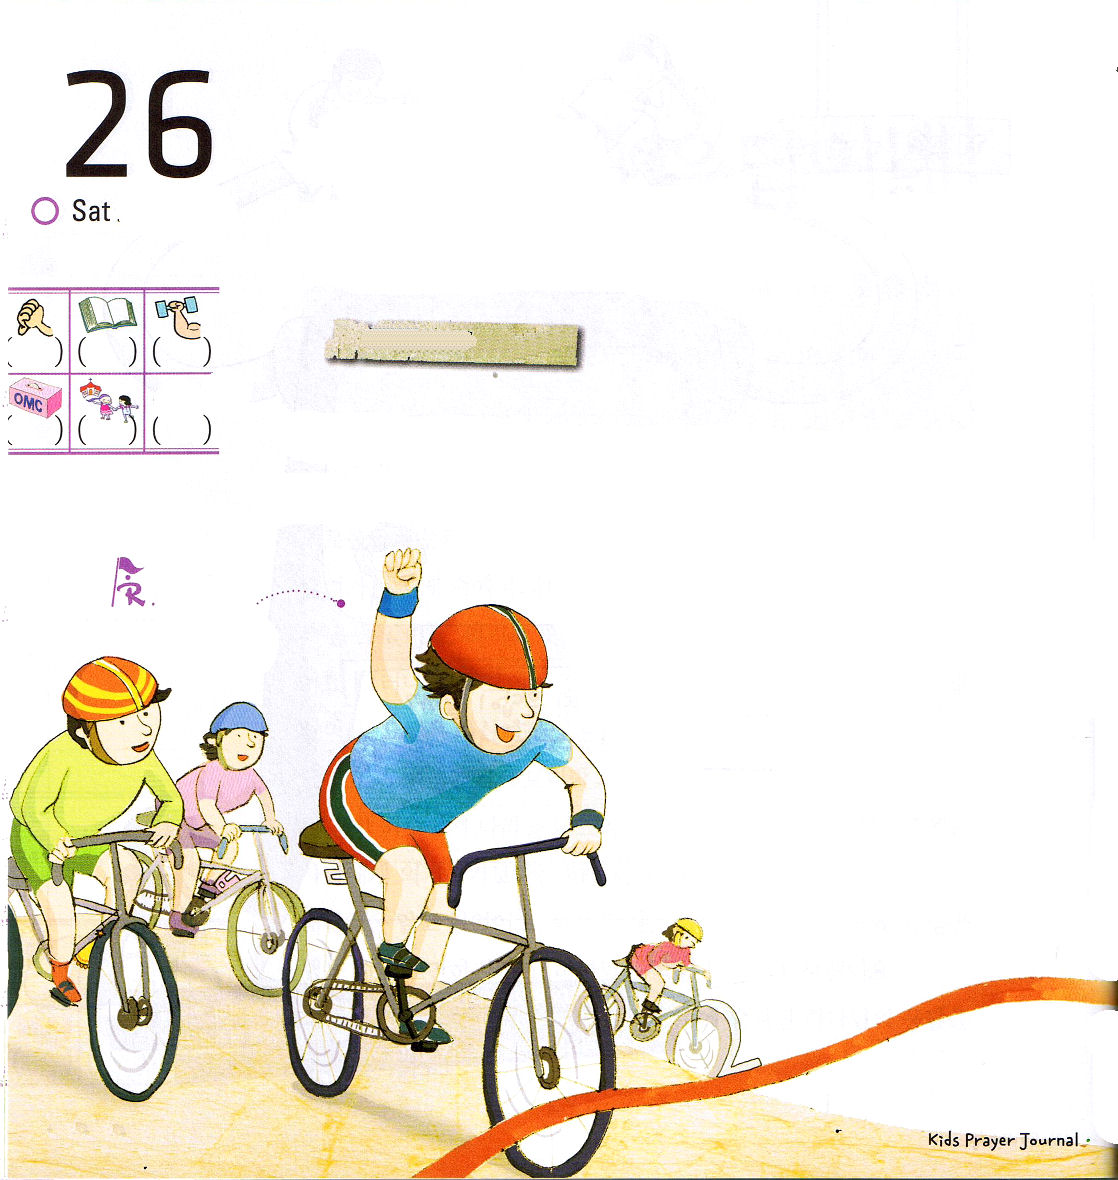 26
Sat.
( ) ( ) ( )
OMC
( ) ( ) ( )
R.
Kids Prayer Journal